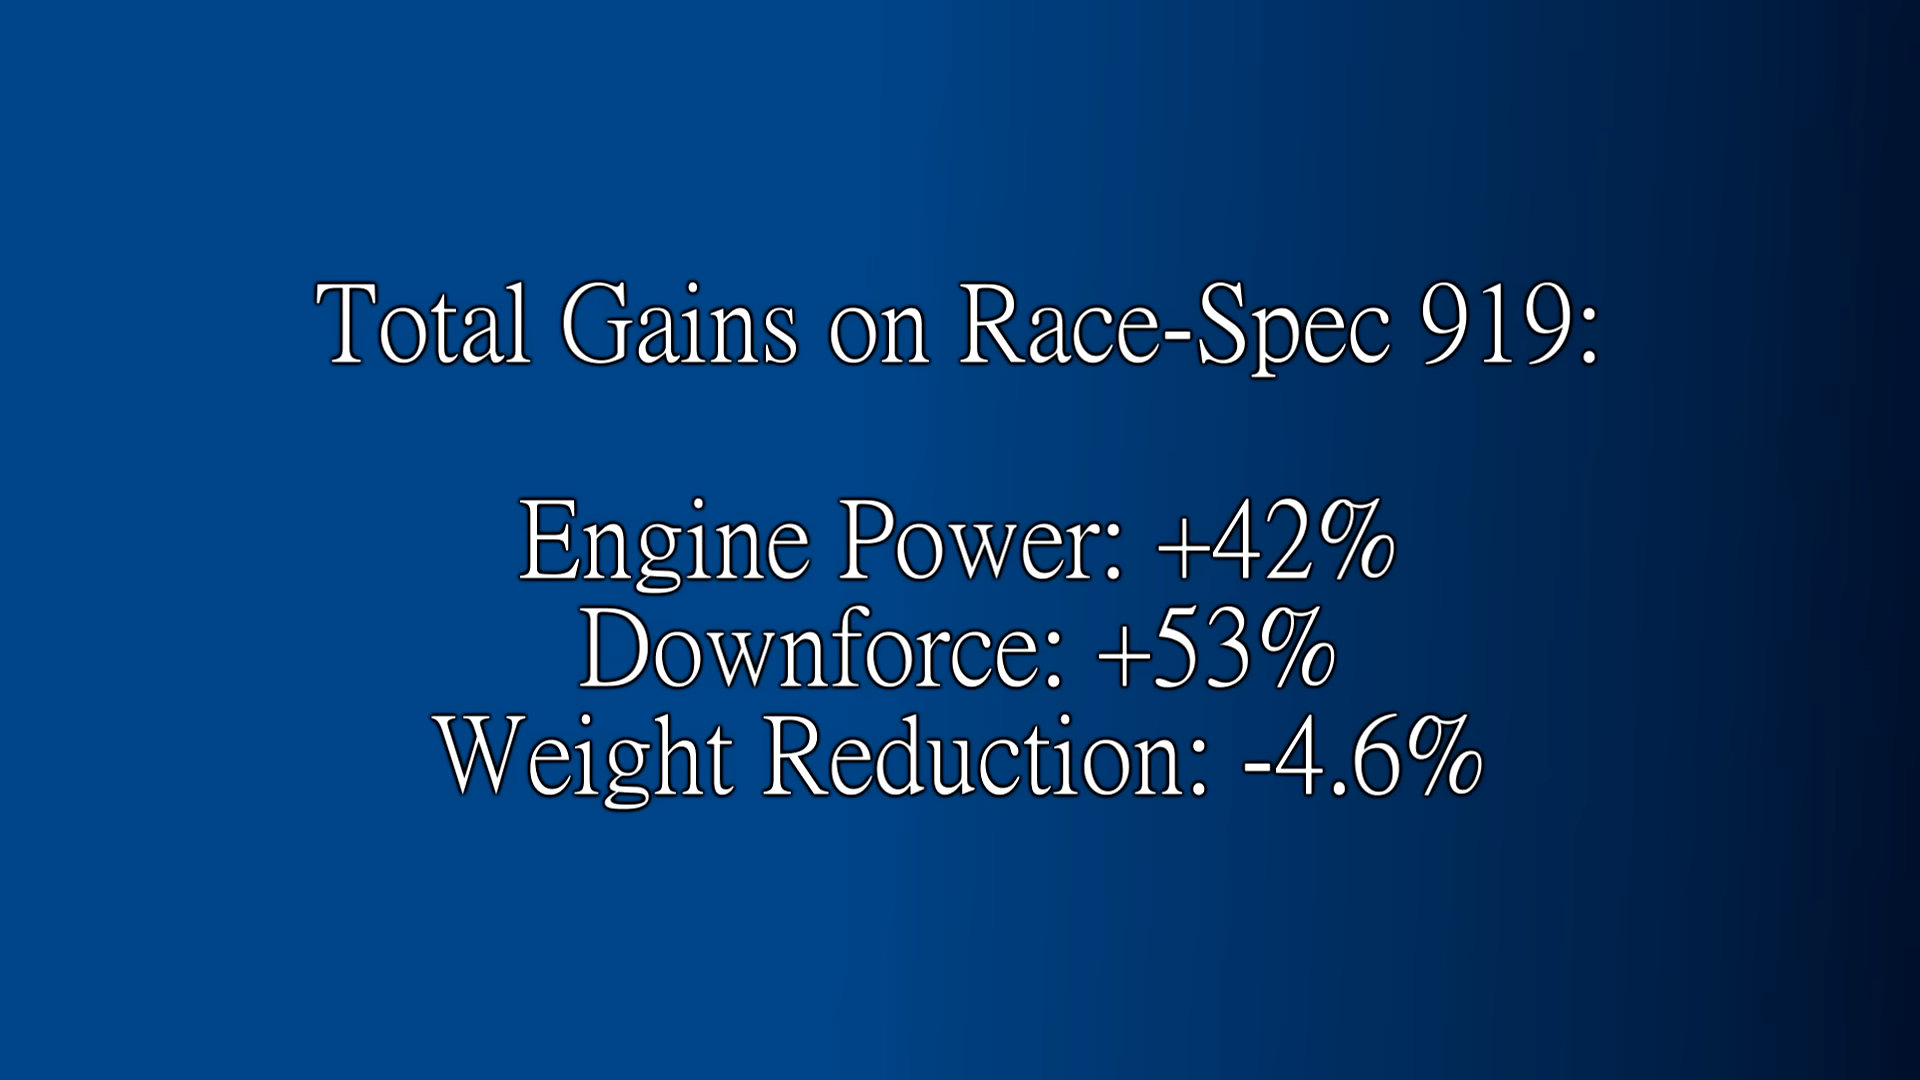 Total Gains on Race-Spec 919:
Engine Power: +42%
Downforce: +53%
Weight Reduction: -4.6%